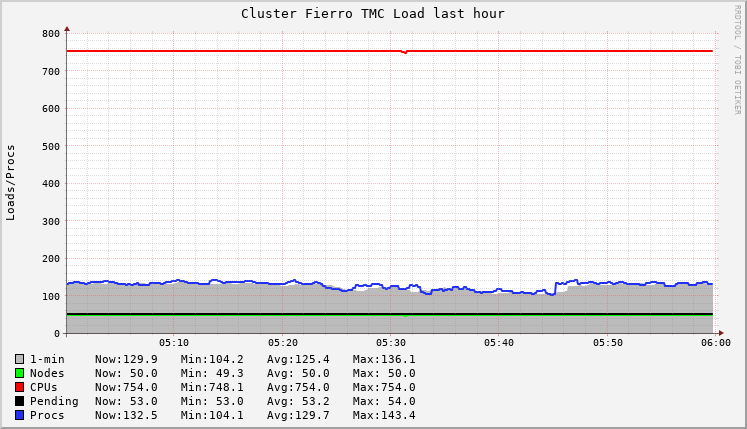 Cluster Fierro TMC Load last hour
RRDTOOL / TOBI OETIKER
Loads/Procs
800
700
600
500
400
300
200
100
0
05:10 05:20 05:30 05:40 05:50 06:00
1-min Now:129.9 Min:104.2 Avg:125.4 Max:136.1
Nodes Now: 50.0 Min: 49.3 Avg: 50.0 Max: 50.0
CPUs Now:754.0 Min:748.1 Avg:754.0 Max:754.0
Pending Now: 53.0 Min: 53.0 Avg: 53.2 Max: 54.0
Procs Now:132.5 Min:104.1 Avg:129.7 Max:143.4